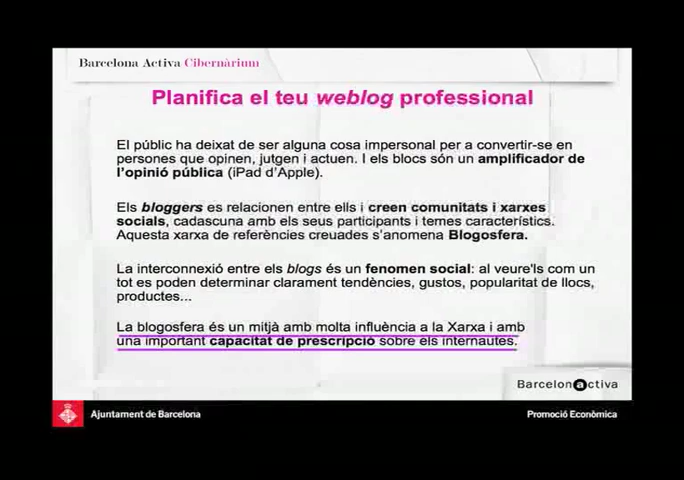 Barcelona Activa Cibernàrium
Planifica el teu weblog professional
El públic ha deixat de ser alguna cosa impersonal per a convertir-se en
persones que opinen, jutgen i actuen. I els blocs són un amplificador de
l'opinió pública (iPad d'Apple).
Els bloggers es relacionen entre ells i creen comunitats i xarxes
socials, cadascuna amb els seus participants i temes característics.
Aquesta xarxa de referències creuades s'anomena Blogosfera.
La interconnexió entre els blogs és un fenomen social: al veure'ls com un
tot es poden determinar clarament tendències, gustos, popularitat de llocs,
productes...
La blogosfera és un mitjà amb molta influència a la Xarxa i amb
una important capacitat de prescripció sobre els internautes.
Barcelonactiva
Ajuntament de Barcelona
Promoció Econòmica